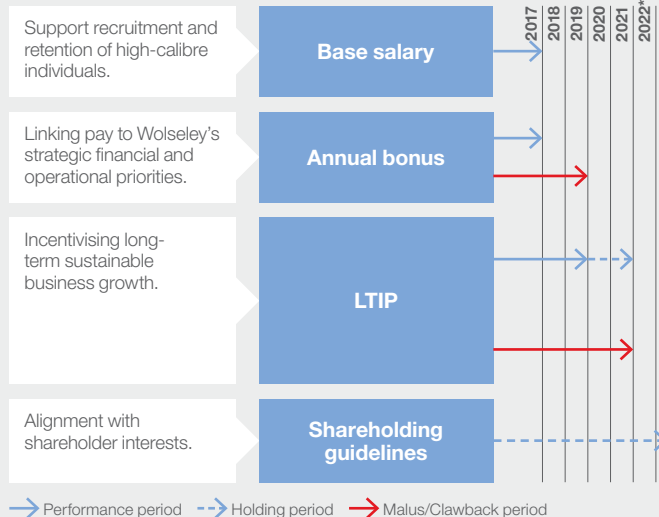 2017
2018
2019
2020
2021
2022*
Support recruitment and
retention of high-calibre
individuals.
Base salary
Linking pay to Wolseley’s
strategic financial and
operational priorities.
Annual bonus
Incentivising long-
term sustainable
business growth.
LTIP
Alignment with
shareholder interests.
Shareholding
guidelines
Performance period Holding period Malus/Clawback period